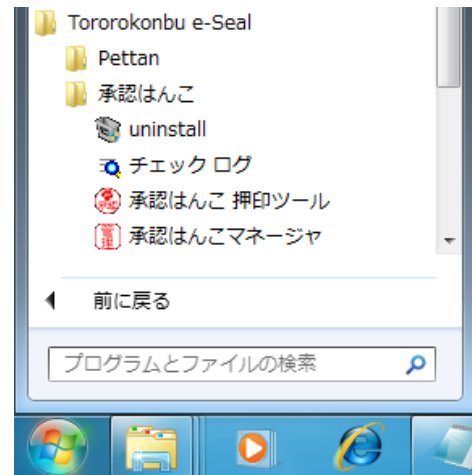 Tororokonbu e-Seal
Pettan
承認はんこ
uninstall
チェック ログ
承認はんこ 押印ツール
承認はんこマネージャ
前に戻る
プログラムとファイルの検索